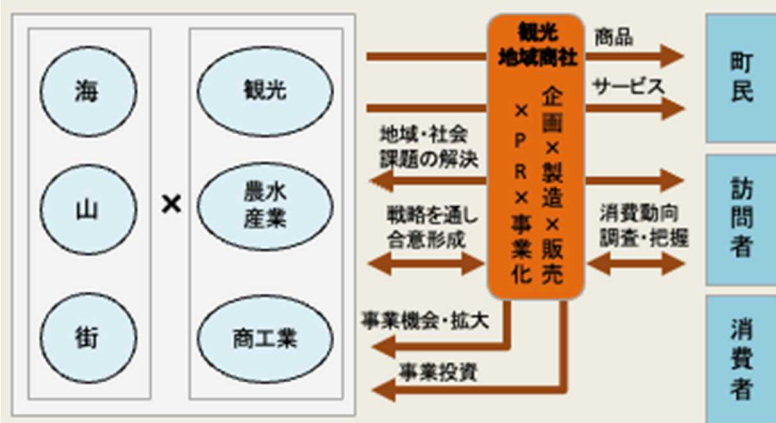 海
山
街
×
観光
農水
産業
商工業
地域・社会
課題の解決
戦略を通し
合意形成
事業機会・拡大
事業投資
観光
地域商社
企画×製造×販売
×PR×事業化
商品
サービス
消費動向
調査・把握
町民
訪問者
消費者